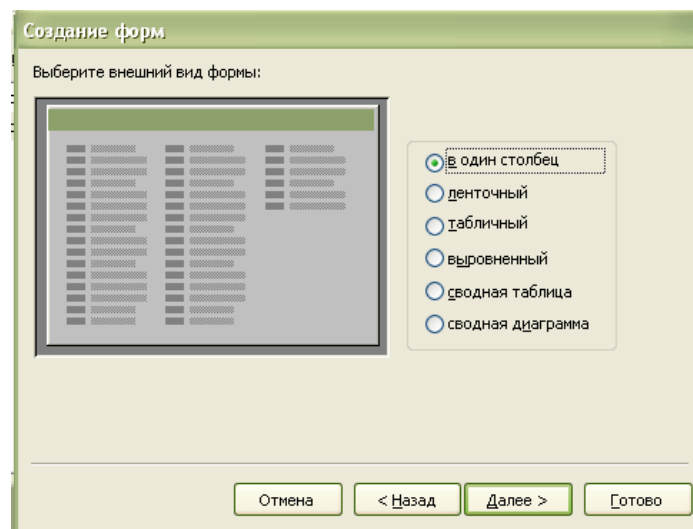 Создание форм
Выберите внешний вид формы:
в один столбец
ленточный
табличный
выровненный
сводная таблица
сводная диаграмма
Отмена
< Назад
Далее >
Готово